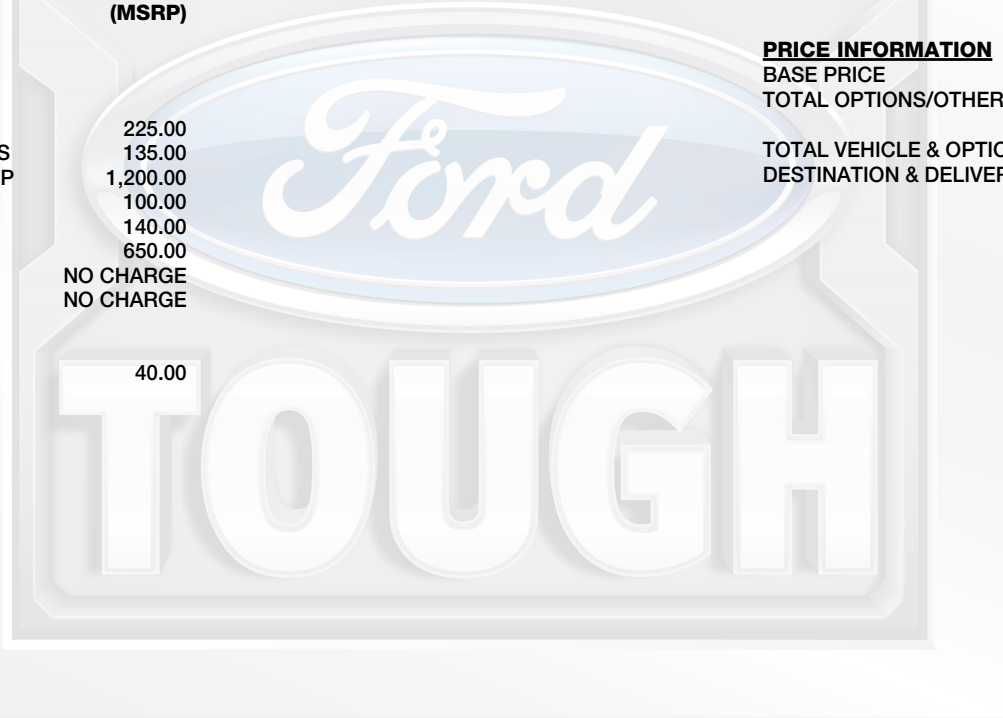 (MSRP)
225.00
S 135.00
P 1,200.00
100.00
140.00
650.00
NO CHARGE
NO CHARGE
40.00
PRICE INFORMATION
BASE PRICE
TOTAL OPTIONS/OTHER
TOTAL VEHICLE & OPTIO
DESTINATION & DELIVER
Ford
TOUGH